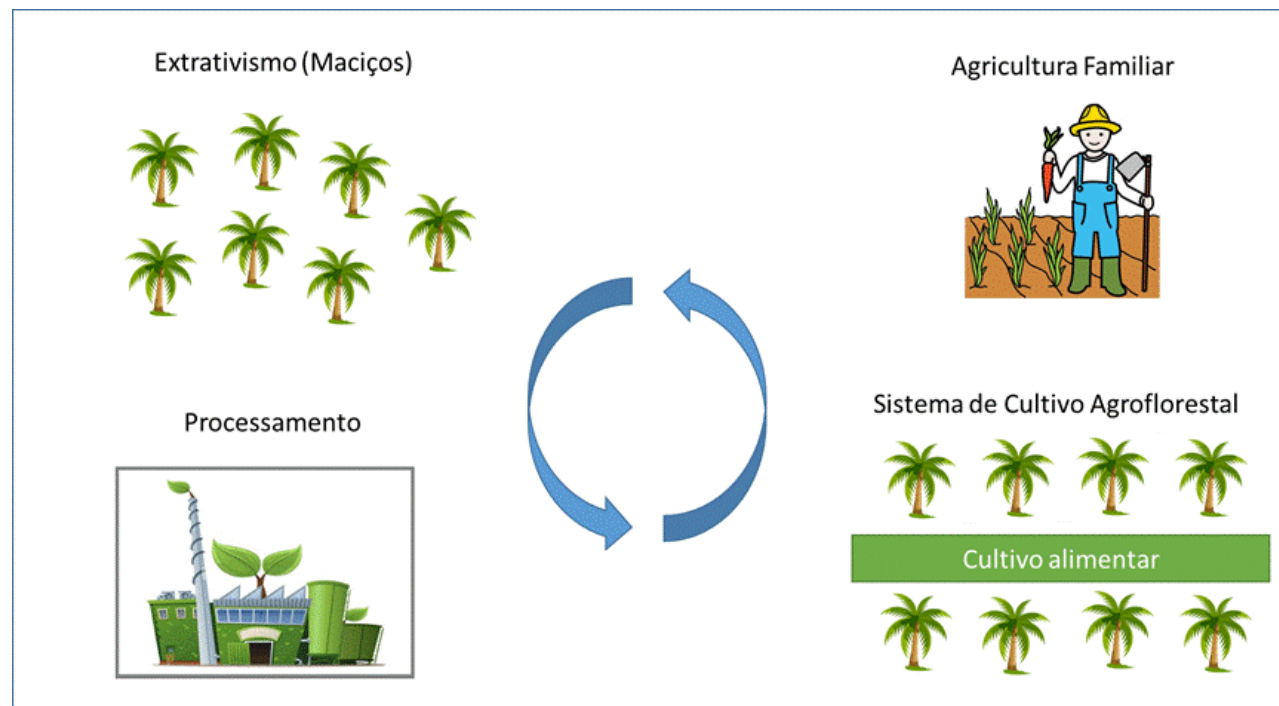 Extrativismo (Maciços)
Agricultura Familiar
Processamento
Sistema de Cultivo Agroflorestal
Cultivo alimentar